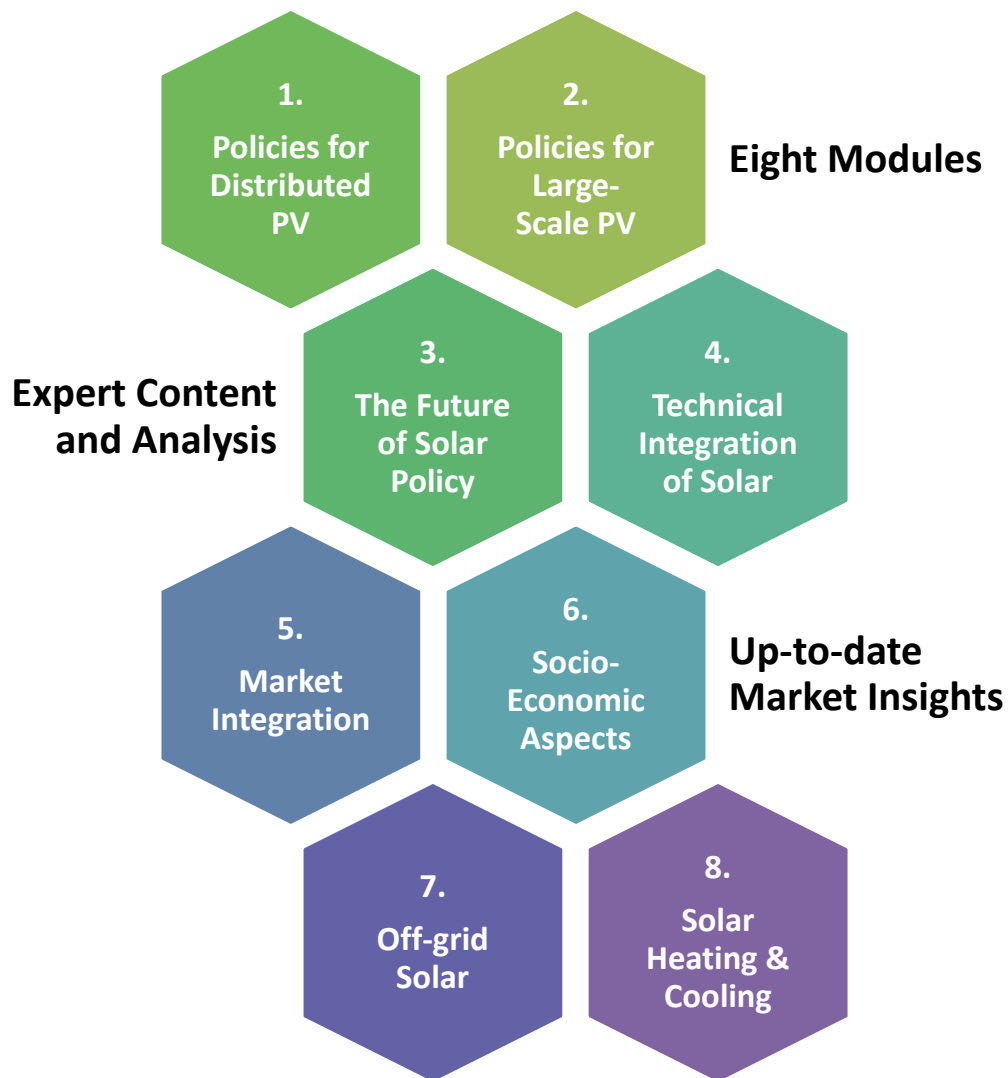 1.
Policies for
Distributed
PV
2.
Policies for
Large-
Scale PV
Eight Modules
Expert Content
and Analysis
3.
The Future
of Solar
Policy
4.
Technical
Integration
of Solar
5.
Market
Integration
6.
Socio-
Economic
Aspects
Up-to-date
Market Insights
7.
Off-grid
Solar
8.
Solar
Heating &
Cooling